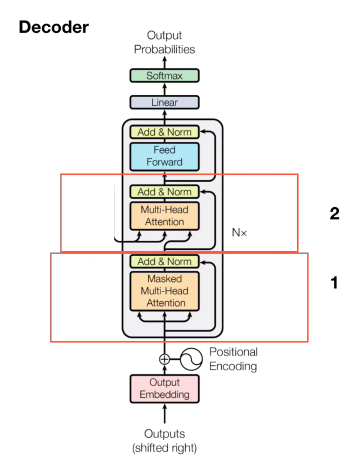 Decoder
Output
Probabilities
Softmax
Linear
Add & Norm
Feed
Forward
Add & Norm
Multi-Head
Attention
2
N×
Add & Norm
Masked
Multi-Head
Attention
1
Positional
Encoding
Output
Embedding
Outputs
(shifted right)